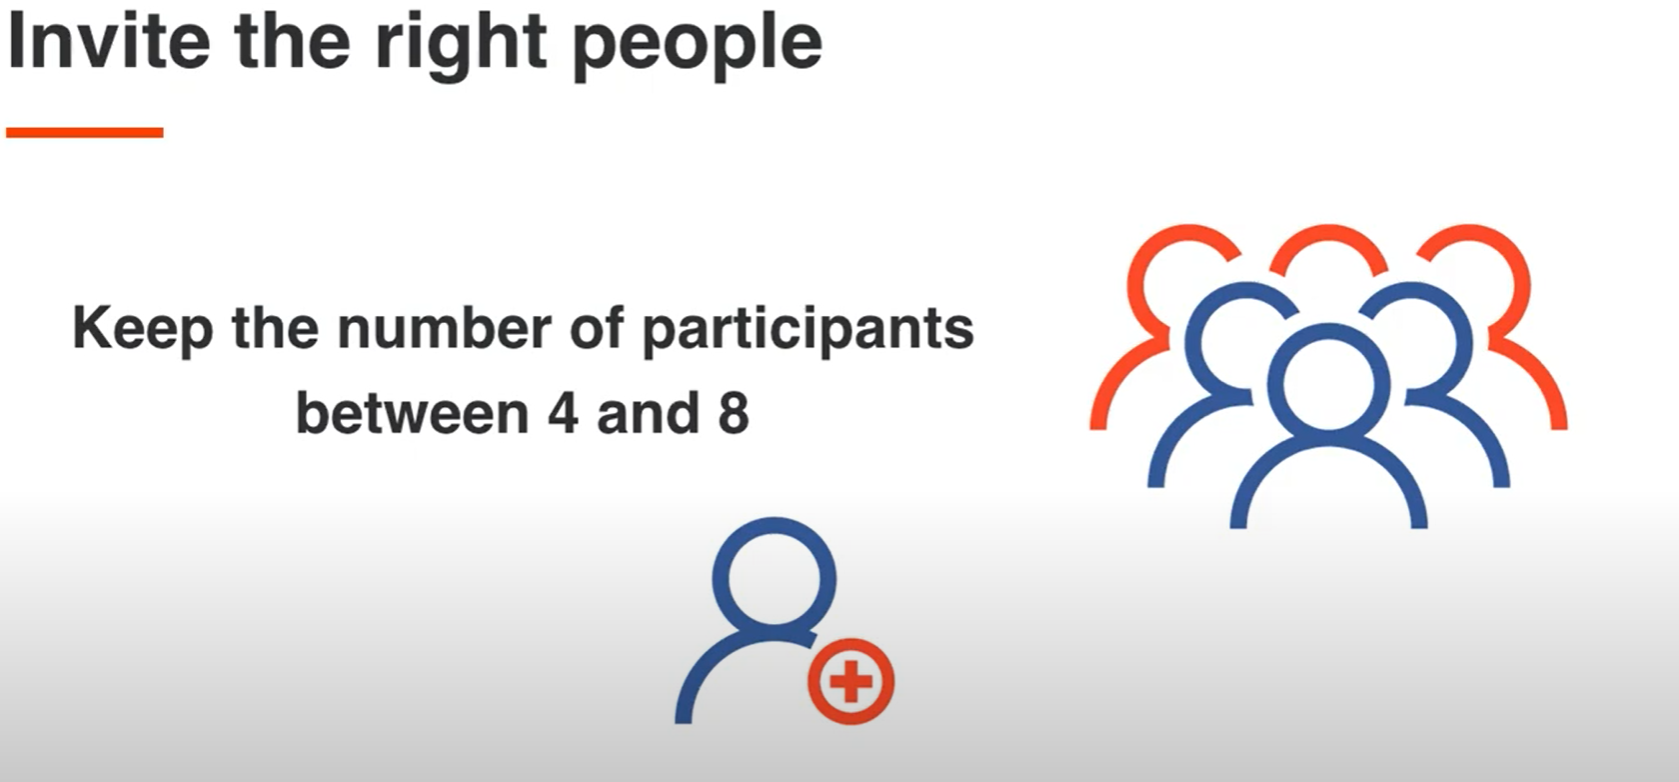 Invite the right people
Keep the number of participants
between 4 and 8